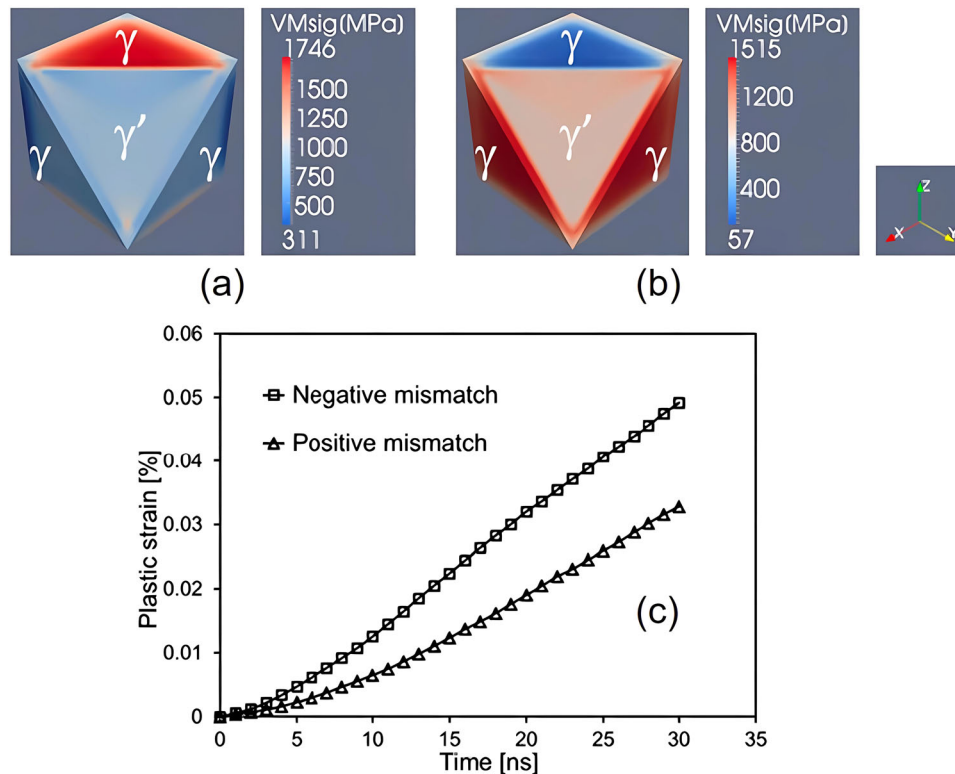 VMsig(MPa)
1746
1500
1250
1000
750
500
311
γ
γ'
γ
γ
(a)
VMsig(MPa)
1515
1200
800
400
57
γ
γ'
γ
γ
(b)
Z
X
Y
0.06
0.05
0.04
0.03
0.02
0.01
0
Plastic strain [%]
Negative mismatch
Positive mismatch
(c)
0 5 10 15 20 25 30 35
Time [ns]